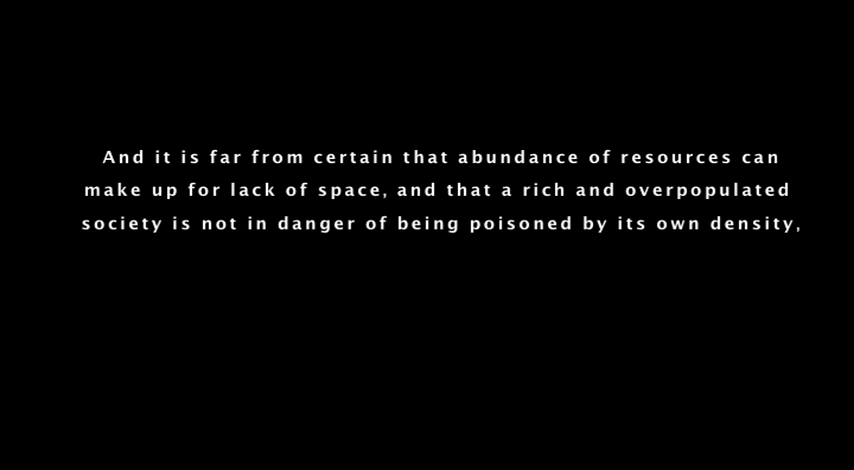 And it is far from certain that abundance of resources can
make up for lack of space, and that a rich and overpopulated
society is not in danger of being poisoned by its own density,